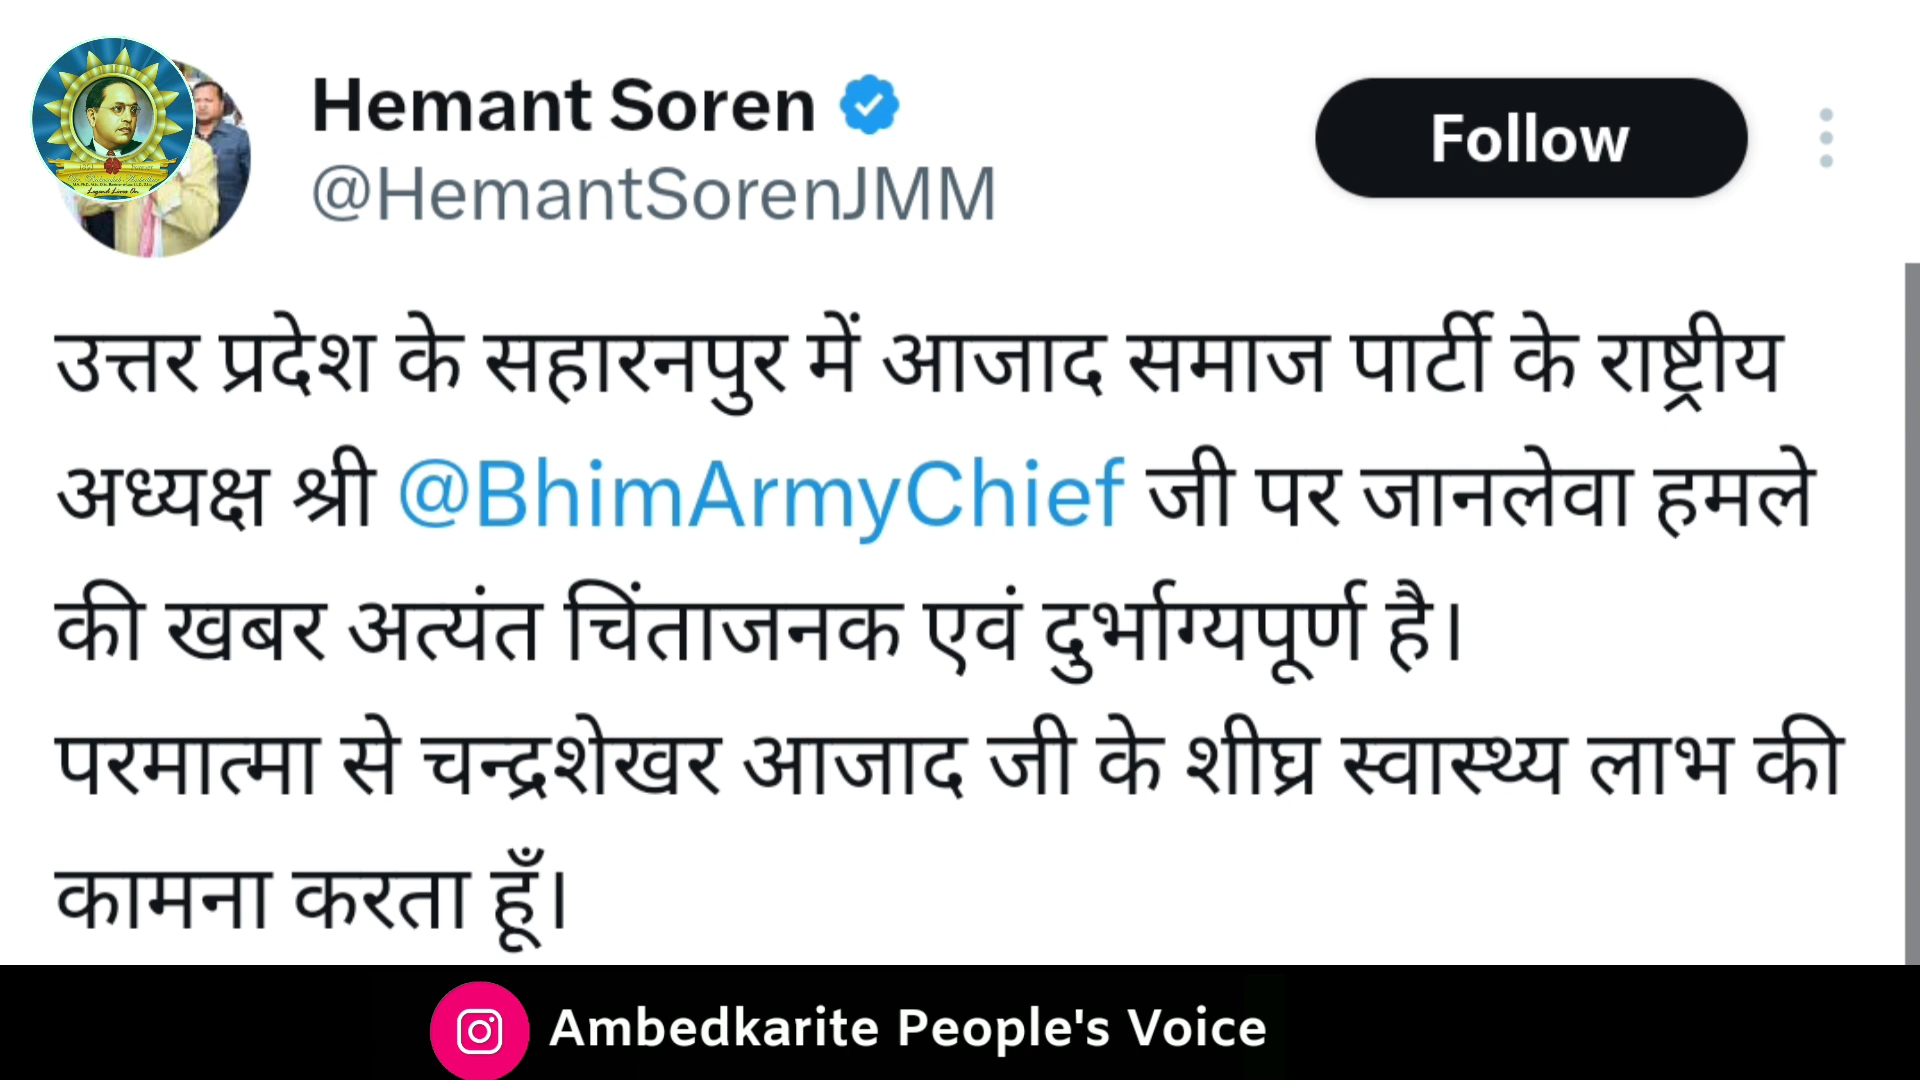 Hemant Soren
@HemantSorenJMM
Follow
उत्तर प्रदेश के सहारनपुर में आजाद समाज पार्टी के राष्ट्रीय
अध्यक्ष श्री @BhimArmyChief जी पर जानलेवा हमले
की खबर अत्यंत चिंताजनक एवं दुर्भाग्यपूर्ण है।
परमात्मा से चन्द्रशेखर आजाद जी के शीघ्र स्वास्थ्य लाभ की
कामना करता हूँ।
Ambedkarite People's Voice